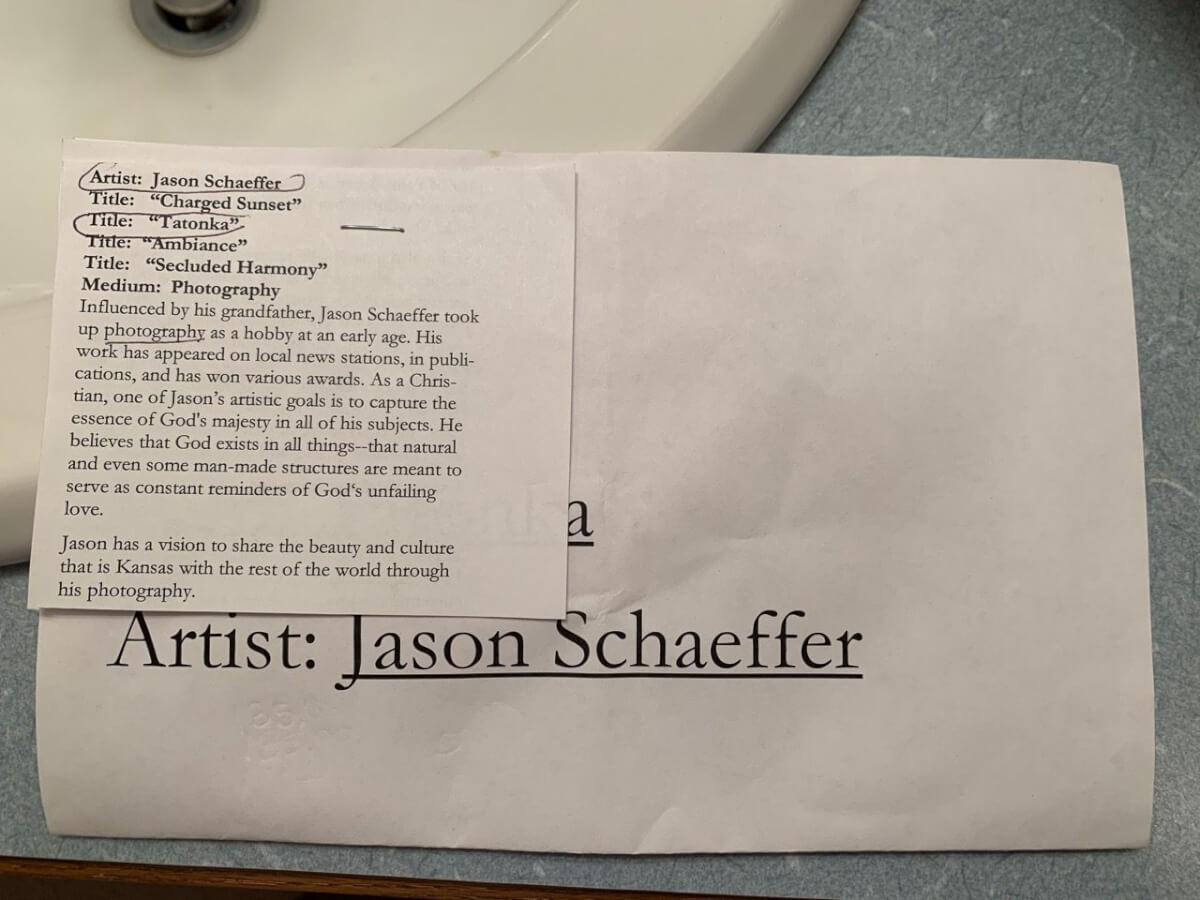 Artist: Jason Schaeffer
Title: “Charged Sunset”
Title: “Tatonka”
Title: “Ambiance”
Title: “Secluded Harmony”
Medium: Photography
Influenced by his grandfather, Jason Schaeffer took
up photography as a hobby at an early age. His
work has appeared on local news stations, in publi-
cations, and has won various awards. As a Chris-
tian, one of Jason’s artistic goals is to capture the
essence of God's majesty in all of his subjects. He
believes that God exists in all things--that natural
and even some man-made structures are meant to
serve as constant reminders of God‘s unfailing
love.
Jason has a vision to share the beauty and culture
that is Kansas with the rest of the world through
his photography.
a
Artist: Jason Schaeffer